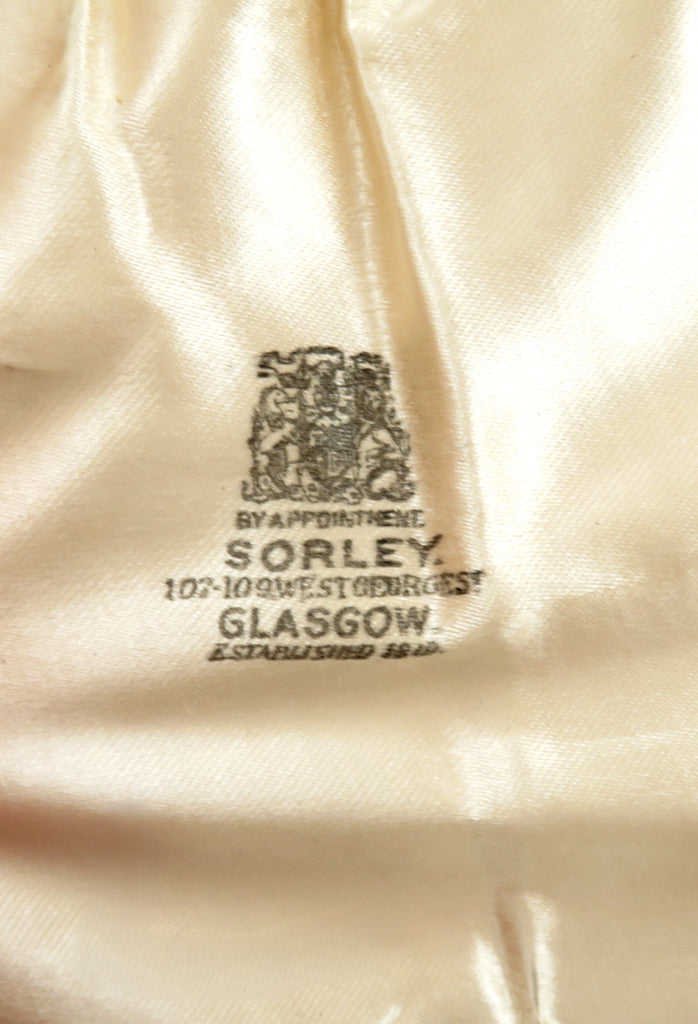 BY APPOINTMENT.
SORLEY.
107-109 WEST GEORGE ST
GLASGOW.
ESTABLISHED